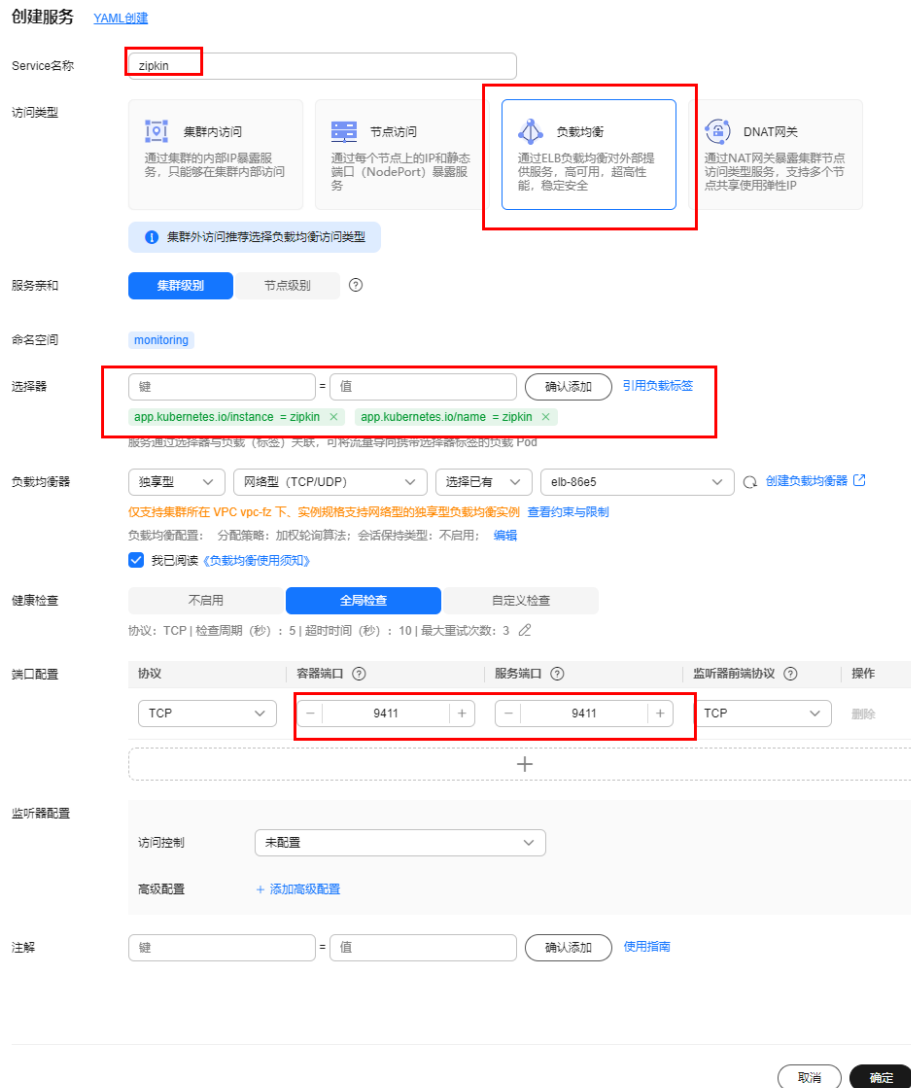 创建服务 YAML创建
Service名称 zipkin
访问类型
集群内访问
通过集群的内部IP暴露服
务，只能够在集群内部访问
节点访问
通过每个节点上的IP和静态
端口（NodePort）暴露服
务
负载均衡
通过ELB负载均衡对外部提
供服务，高可用，超高性
能，稳定安全
DNAT网关
通过NAT网关暴露集群节点
访问类型服务，支持多个节
点共享使用弹性IP
集群外访问推荐选择负载均衡访问类型
服务亲和 集群级别 节点级别
命名空间 monitoring
选择器 键 = 值 确认添加 引用负载标签
app.kubernetes.io/instance = zipkin × app.kubernetes.io/name = zipkin ×
服务通过选择器与负载（标签）关联，可将流量导向携带选择器标签的负载 Pod
负载均衡器 独享型 网络型（TCP/UDP） 选择已有 elb-86e5 创建负载均衡器
仅支持集群所在 VPC vpc-fz 下、实例规格支持网络型的独享型负载均衡实例 查看约束与限制
负载均衡配置： 分配策略：加权轮询算法；会话保持类型：不启用； 编辑
我已阅读《负载均衡使用须知》
健康检查 不启用 全局检查 自定义检查
协议：TCP | 检查周期（秒）：5 | 超时时间（秒）：10 | 最大重试次数：3
端口配置 协议 容器端口 服务端口 监听器前端协议 操作
TCP − 9411 + − 9411 + TCP 删除
+
监听器配置
访问控制 未配置
高级配置 + 添加高级配置
注解 键 = 值 确认添加 使用指南
取消 确定